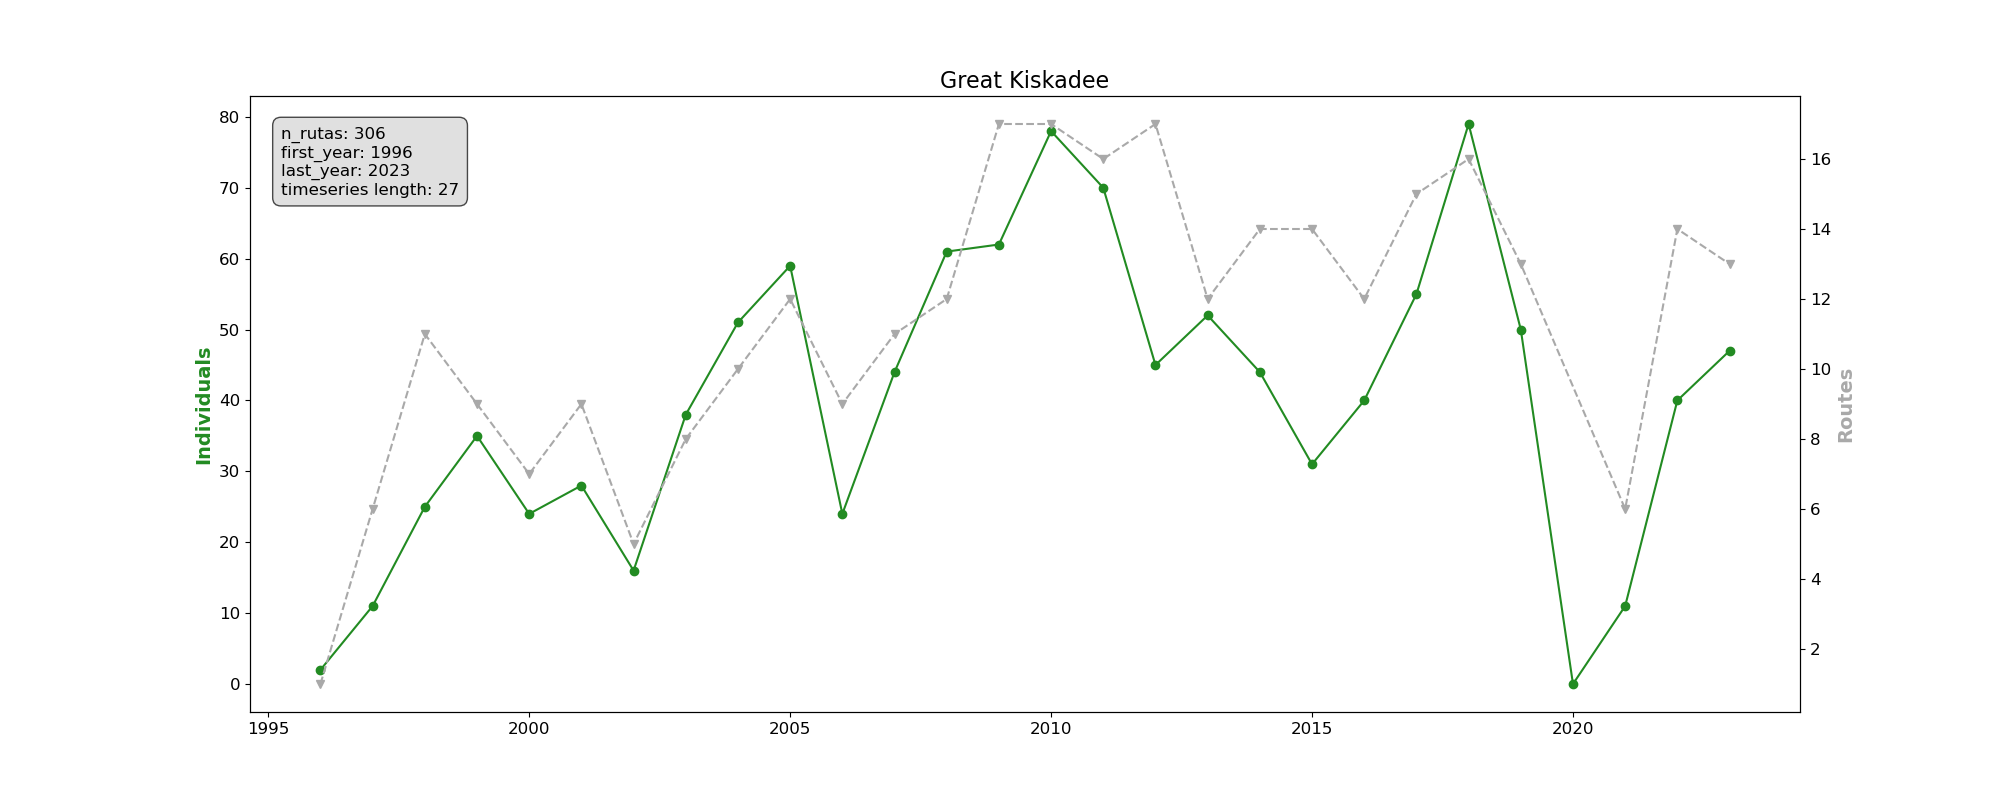 Great Kiskadee
n_rutas: 306
first_year: 1996
last_year: 2023
timeseries length: 27
Individuals
80
70
60
50
40
30
20
10
0
Routes
16
14
12
10
8
6
4
2
1995 2000 2005 2010 2015 2020